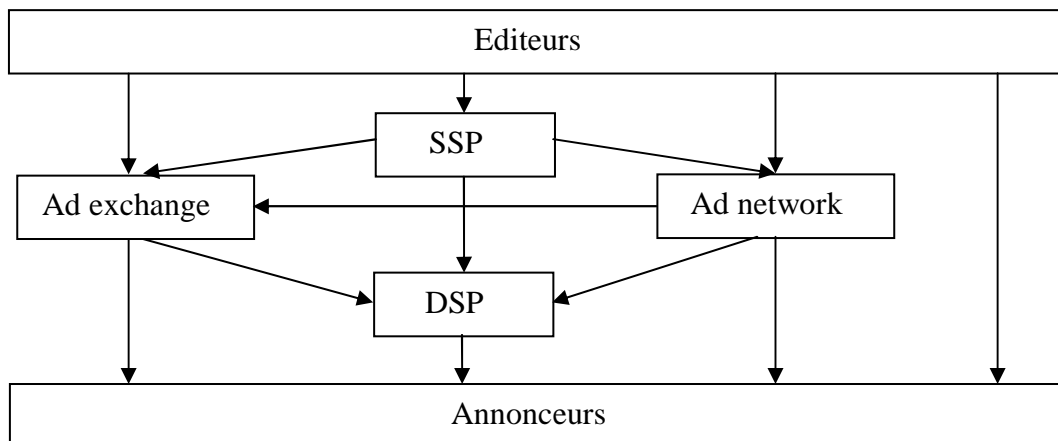 Editeurs
SSP
Ad exchange
Ad network
DSP
Annonceurs